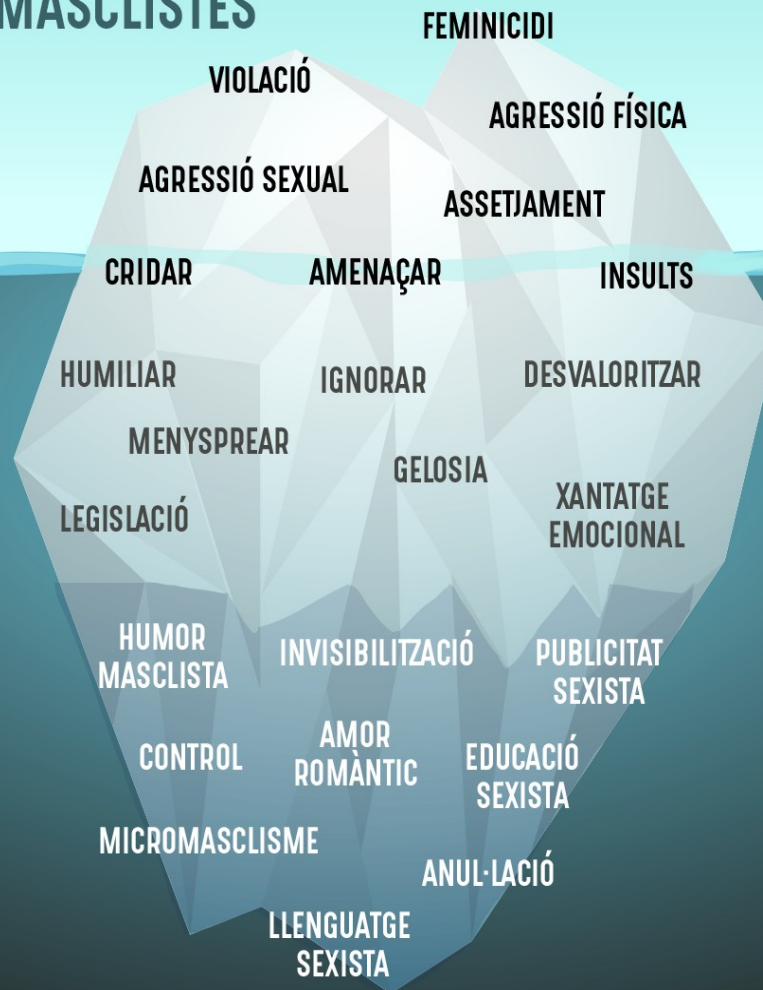 MASCLISTES
FEMINICIDI
VIOLACIÓ
AGRESSIÓ FÍSICA
AGRESSIÓ SEXUAL
ASSETJAMENT
CRIDAR AMENAÇAR INSULTS
HUMILIAR IGNORAR DESVALORITZAR
MENYSPREAR
GELOSIA
LEGISLACIÓ
XANTATGE
EMOCIONAL
HUMOR
MASCLISTA
INVISIBILITZACIÓ
PUBLICITAT
SEXISTA
CONTROL
AMOR
ROMÀNTIC
EDUCACIÓ
SEXISTA
MICROMASCLISME
ANUL·LACIÓ
LLENGUATGE
SEXISTA